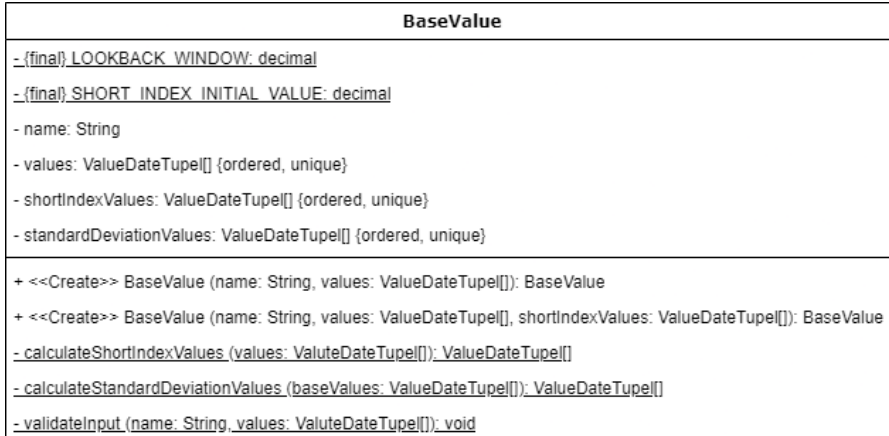 BaseValue
- {final} LOOKBACK_WINDOW: decimal
- {final} SHORT_INDEX_INITIAL_VALUE: decimal
- name: String
- values: ValueDateTupel[] {ordered, unique}
- shortIndexValues: ValueDateTupel[] {ordered, unique}
- standardDeviationValues: ValueDateTupel[] {ordered, unique}
+ <<Create>> BaseValue (name: String, values: ValueDateTupel[]): BaseValue
+ <<Create>> BaseValue (name: String, values: ValueDateTupel[], shortIndexValues: ValueDateTupel[]): BaseValue
- calculateShortIndexValues (values: ValuteDateTupel[]): ValueDateTupel[]
- calculateStandardDeviationValues (baseValues: ValueDateTupel[]): ValueDateTupel[]
- validateInput (name: String, values: ValuteDateTupel[]): void